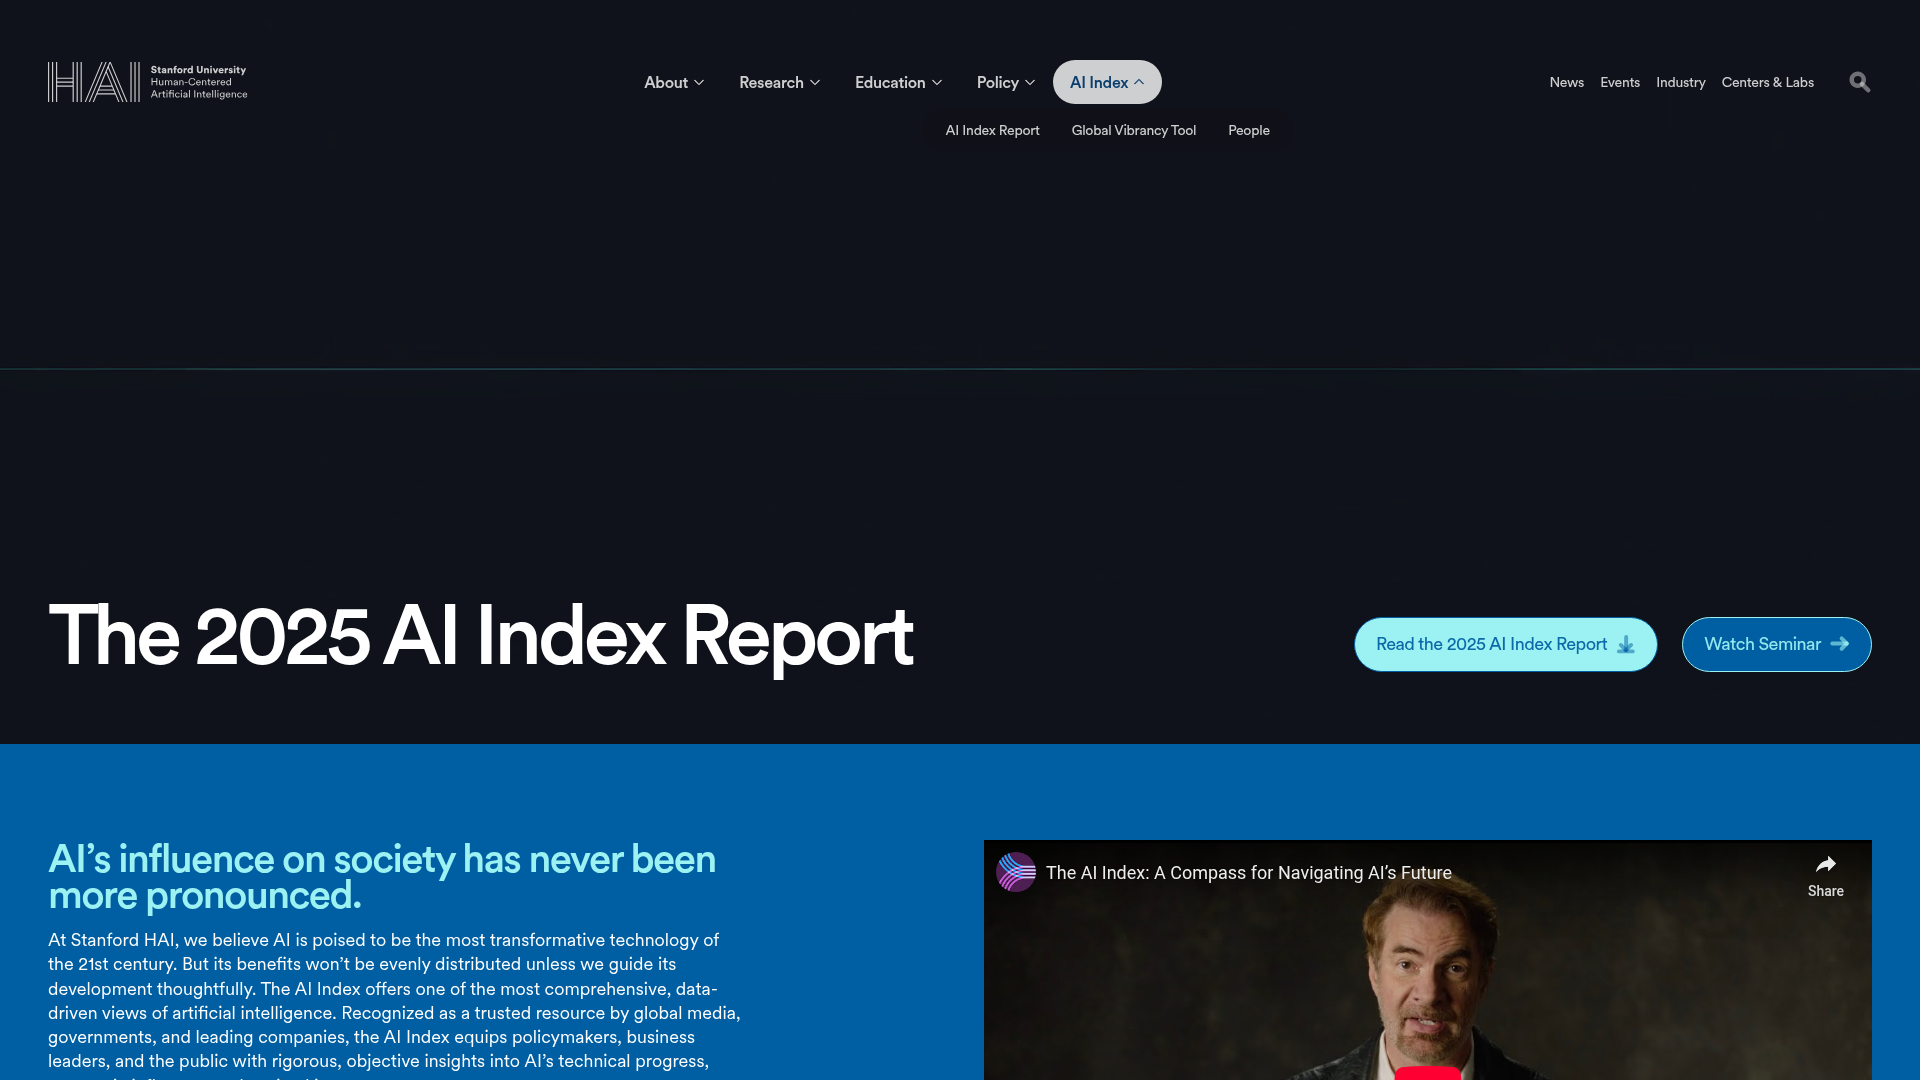 HAI
Stanford University
Human-Centered
Artificial Intelligence
About
Research
Education
Policy
AI Index
News
Events
Industry
Centers & Labs
AI Index Report
Global Vibrancy Tool
People
The 2025 AI Index Report
Read the 2025 AI Index Report
Watch Seminar
AI’s influence on society has never been
more pronounced.
At Stanford HAI, we believe AI is poised to be the most transformative technology of
the 21st century. But its benefits won’t be evenly distributed unless we guide its
development thoughtfully. The AI Index offers one of the most comprehensive, data-
driven views of artificial intelligence. Recognized as a trusted resource by global media,
governments, and leading companies, the AI Index equips policymakers, business
leaders, and the public with rigorous, objective insights into AI’s technical progress,
The AI Index: A Compass for Navigating AI’s Future
Share